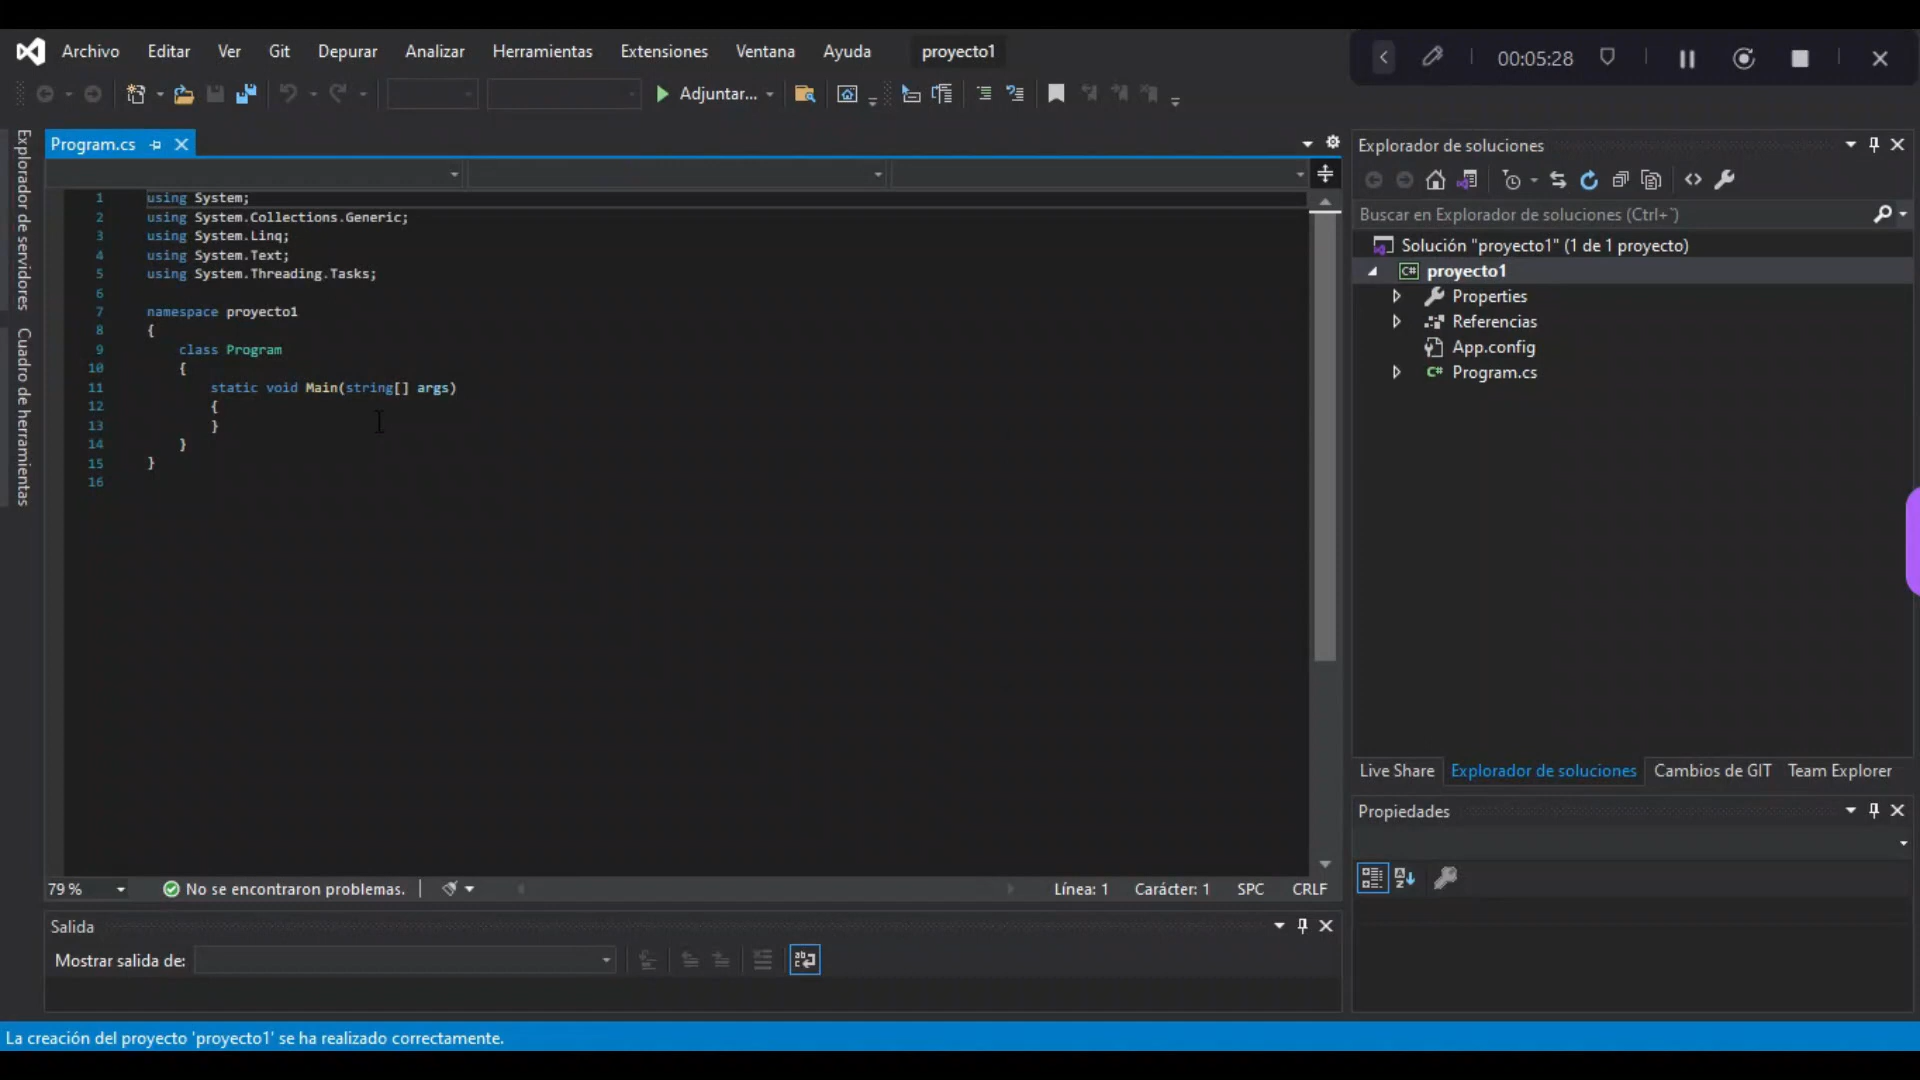 Archivo Editar Ver Git Depurar Analizar Herramientas Extensiones Ventana Ayuda proyecto1
00:05:28
Adjuntar...
Explorador de servidores
Cuadro de herramientas
Program.cs
1 using System;
2 using System.Collections.Generic;
3 using System.Linq;
4 using System.Text;
5 using System.Threading.Tasks;
6
7 namespace proyecto1
8 {
9 class Program
10 {
11 static void Main(string[] args)
12 {
13 }
14 }
15 }
16
79 % No se encontraron problemas. Línea: 1 Carácter: 1 SPC CRLF
Salida
Mostrar salida de:
Explorador de soluciones
Buscar en Explorador de soluciones (Ctrl+`)
Solución "proyecto1" (1 de 1 proyecto)
C# proyecto1
Properties
Referencias
App.config
C# Program.cs
Live Share Explorador de soluciones Cambios de GIT Team Explorer
Propiedades
La creación del proyecto 'proyecto1' se ha realizado correctamente.